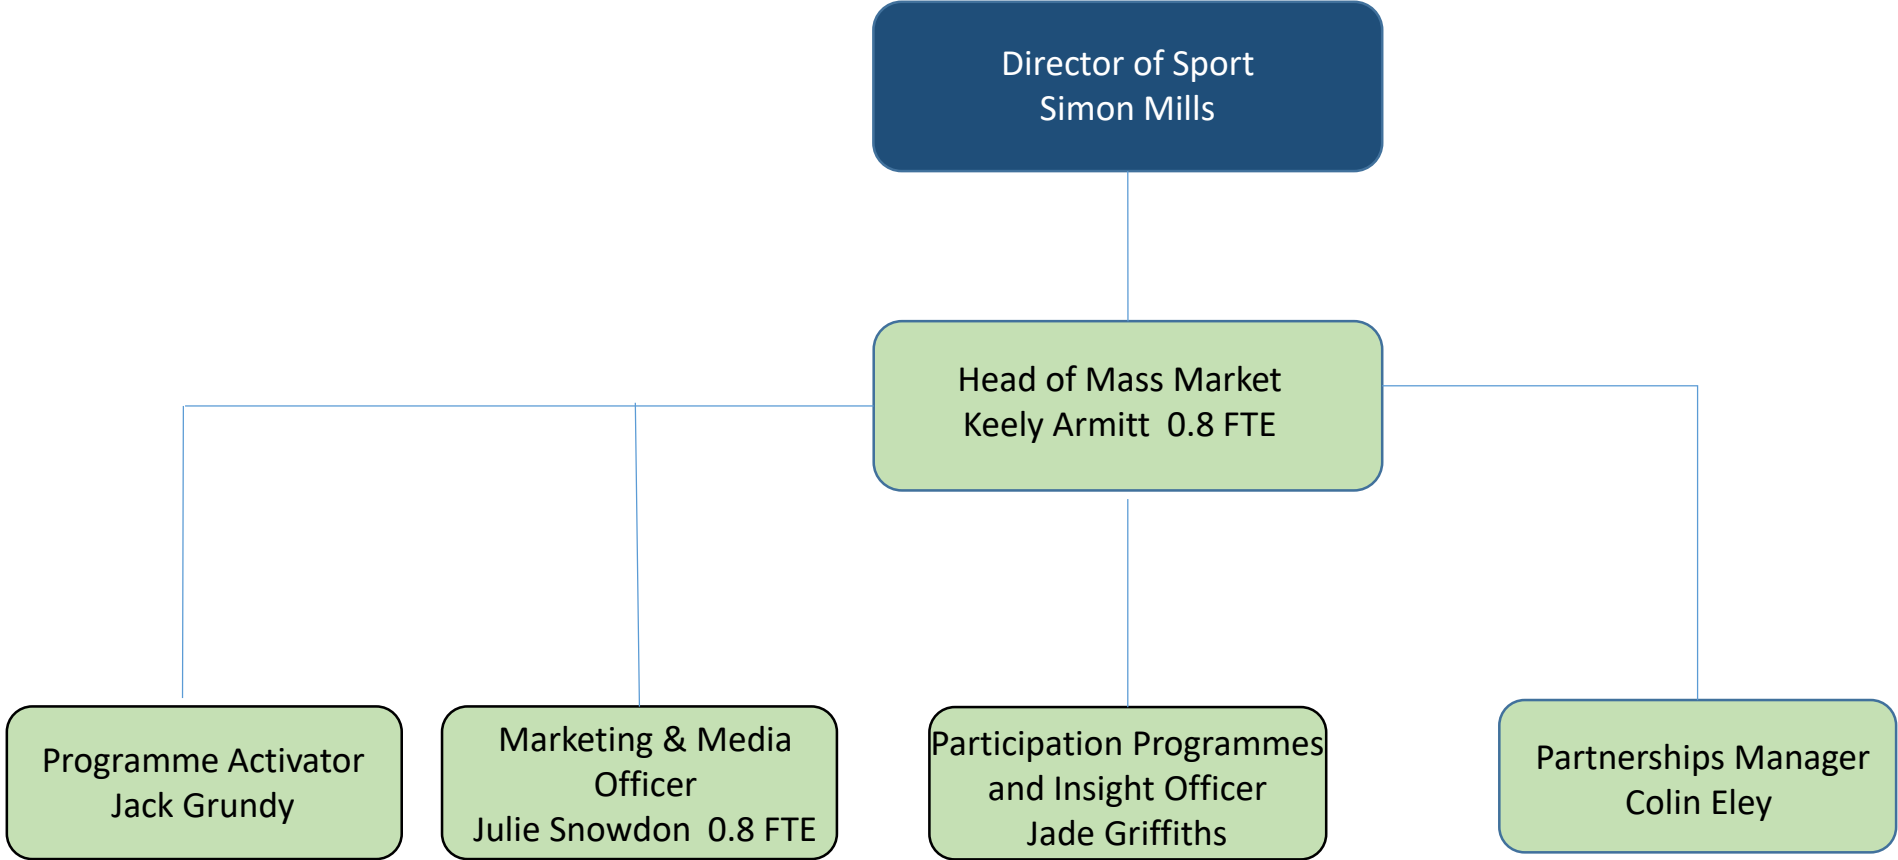 Director of Sport
Simon Mills
Head of Mass Market
Keely Armitt  0.8 FTE
Programme Activator
Jack Grundy
Marketing & Media
Officer
Julie Snowdon  0.8 FTE
Participation Programmes
and Insight Officer
Jade Griffiths
Partnerships Manager
Colin Eley